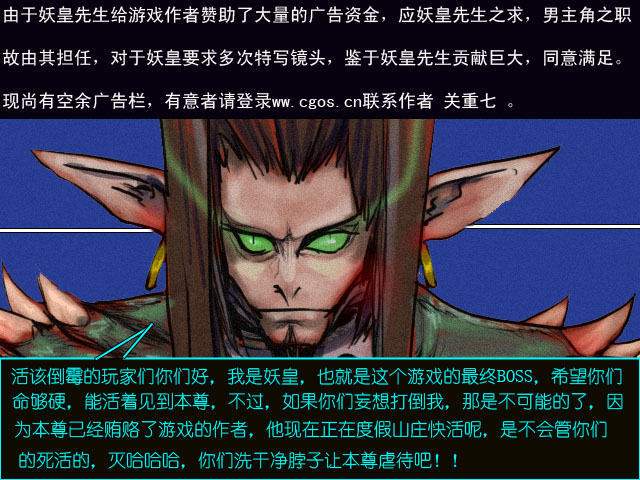 由于妖皇先生给游戏作者赞助了大量的广告资金，应妖皇先生之求，男主角之职
故由其担任，对于妖皇要求多次特写镜头，鉴于妖皇先生贡献巨大，同意满足。
现尚有空余广告栏，有意者请登录ww.cgos.cn联系作者 关重七 。
活该倒霉的玩家们你们好，我是妖皇，也就是这个游戏的最终BOSS，希望你们
命够硬，能活着见到本尊，不过，如果你们妄想打倒我，那是不可能的了，因
为本尊已经贿赂了游戏的作者，他现在正在度假山庄快活呢，是不会管你们
的死活的，灭哈哈哈，你们洗干净脖子让本尊虐待吧！！